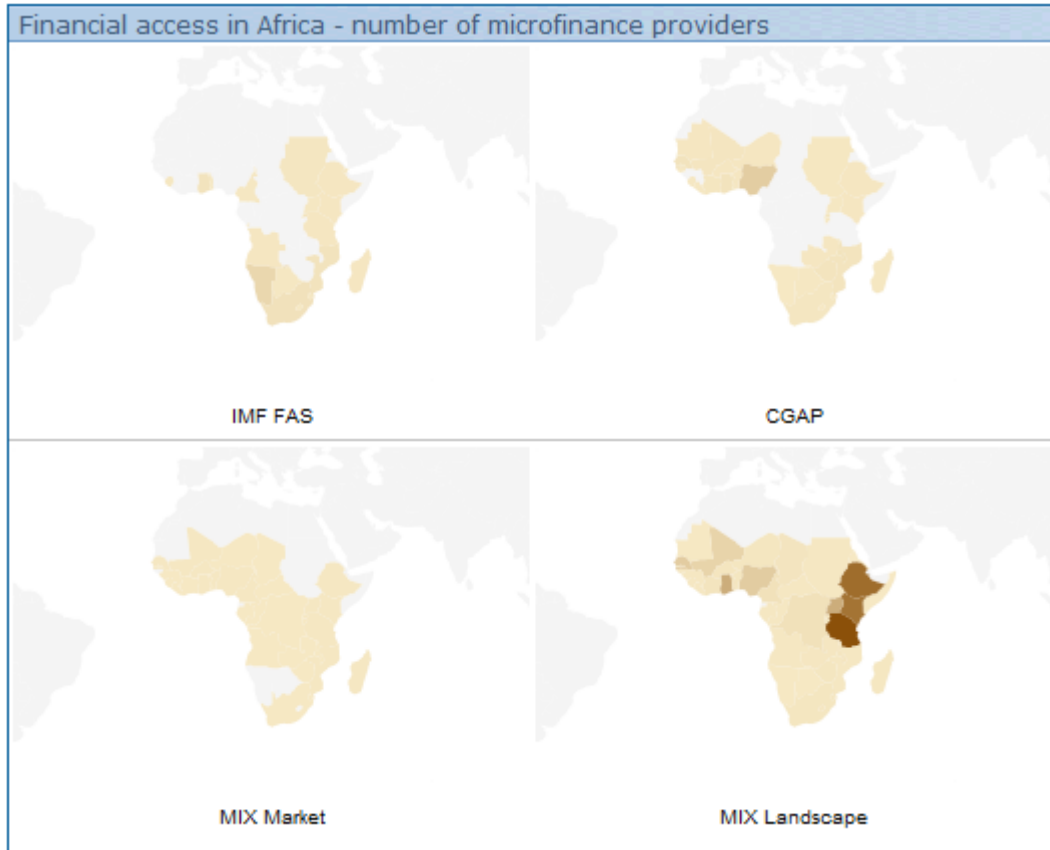 Financial access in Africa - number of microfinance providers
IMF FAS
CGAP
MIX Market
MIX Landscape